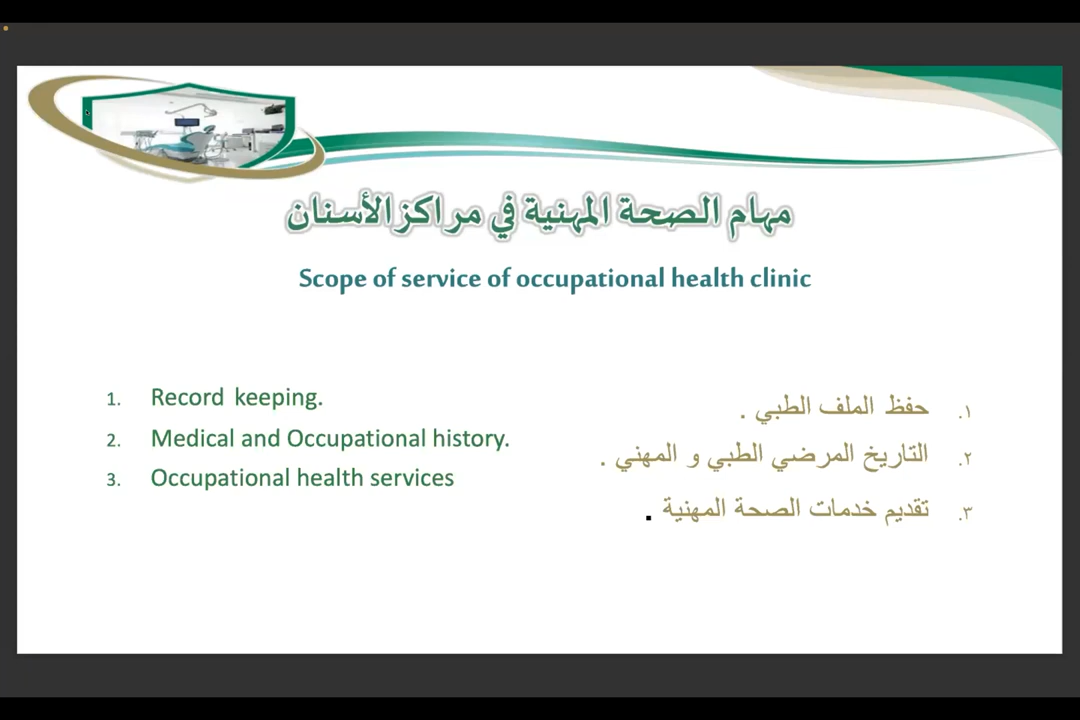 مهام الصحة المهنية في مراكز الأسنان
Scope of service of occupational health clinic
1. Record keeping.
2. Medical and Occupational history.
3. Occupational health services
١. حفظ الملف الطبي .
٢. التاريخ المرضي الطبي و المهني .
٣. تقديم خدمات الصحة المهنية .